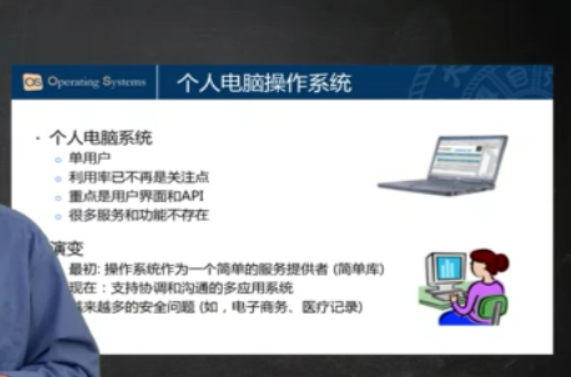 Operating Systems
个人电脑操作系统
个人电脑系统
单用户
利用率已不再是关注点
重点是用户界面和API
很多服务和功能不存在
演变
最初: 操作系统作为一个简单的服务提供者 (简单库)
现在：支持协调和沟通的多应用系统
越来越多的安全问题 (如，电子商务、医疗记录)